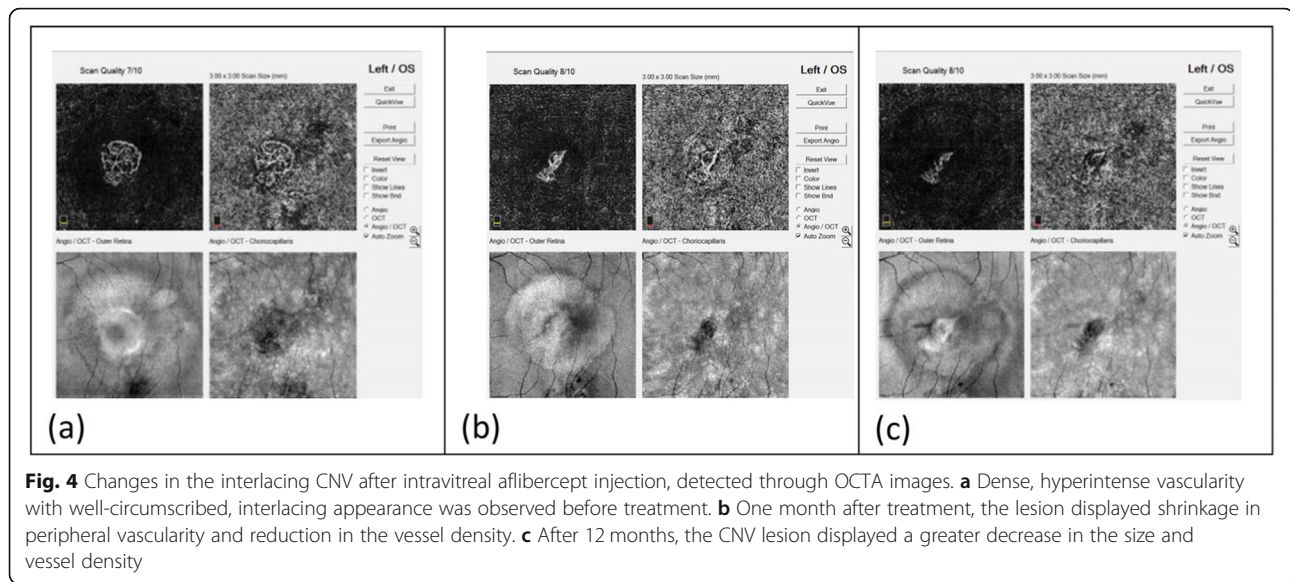 Scan Quality 7/10
3.00 x 3.00 Scan Size (mm)
Left / OS
Exit
QuickVue
Print
Export Angio
Reset View
Invert
Color
Show Lines
Show Bnd
Angio
OCT
Angio / OCT
Auto Zoom
Angio / OCT - Outer Retina
Angio / OCT - Choriocapillaris
(a)
Scan Quality 8/10
3.00 x 3.00 Scan Size (mm)
Left / OS
Exit
QuickVue
Print
Export Angio
Reset View
Invert
Color
Show Lines
Show Bnd
Angio
OCT
Angio / OCT
Auto Zoom
Angio / OCT - Outer Retina
Angio / OCT - Choriocapillaris
(b)
Scan Quality 8/10
3.00 x 3.00 Scan Size (mm)
Left / OS
Exit
QuickVue
Print
Export Angio
Reset View
Invert
Color
Show Lines
Show Bnd
Angio
OCT
Angio / OCT
Auto Zoom
Angio / OCT - Outer Retina
Angio / OCT - Choriocapillaris
(c)
Fig. 4 Changes in the interlacing CNV after intravitreal aflibercept injection, detected through OCTA images. a Dense, hyperintense vascularity
with well-circumscribed, interlacing appearance was observed before treatment. b One month after treatment, the lesion displayed shrinkage in
peripheral vascularity and reduction in the vessel density. c After 12 months, the CNV lesion displayed a greater decrease in the size and
vessel density